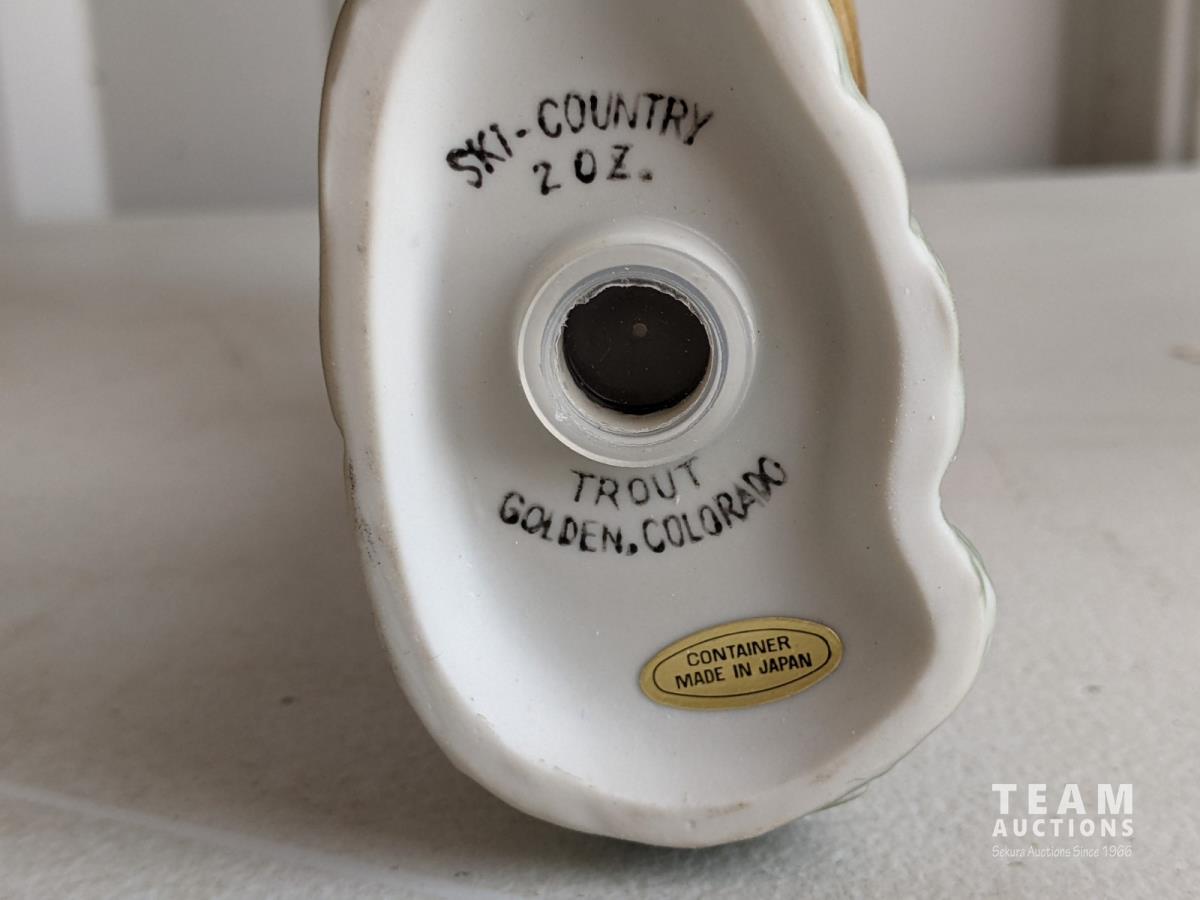 SKI-COUNTRY
2 OZ.
TROUT
GOLDEN, COLORADO
CONTAINER
MADE IN JAPAN
TEAM
AUCTIONS
Sekura Auctions Since 1966